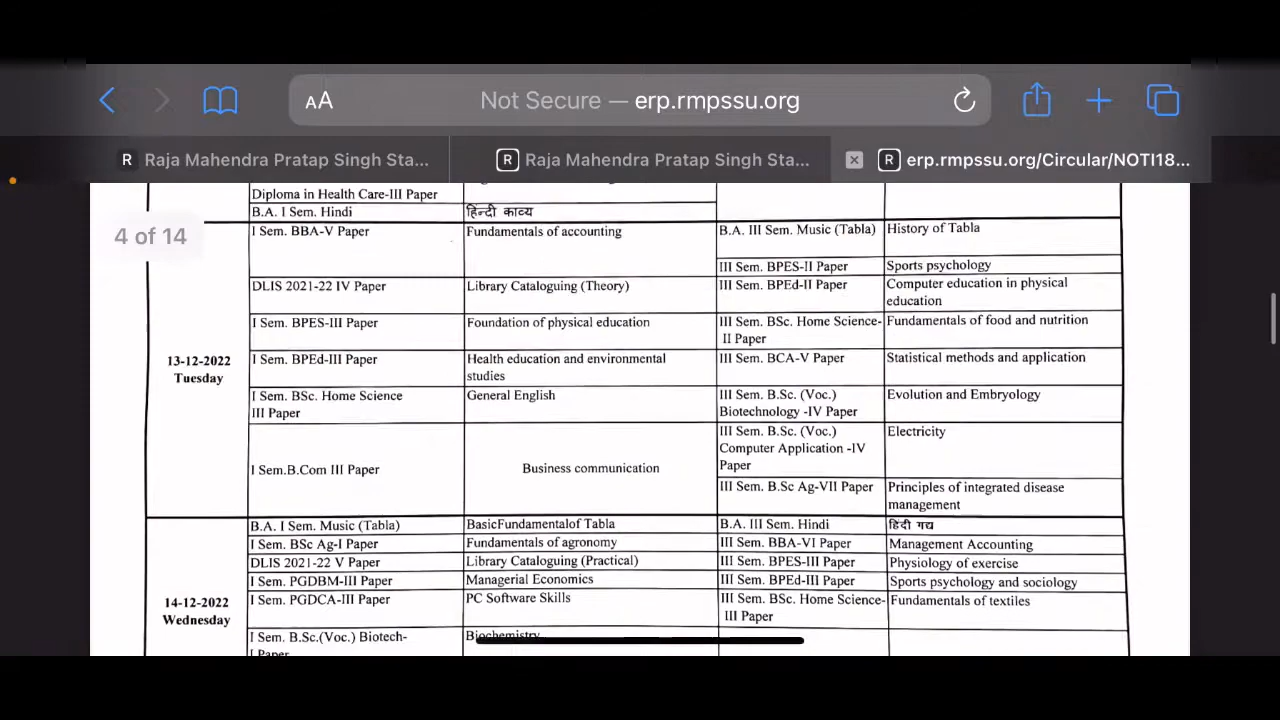 AA
Not Secure — erp.rmpssu.org
R Raja Mahendra Pratap Singh Sta...
R Raja Mahendra Pratap Singh Sta...
R erp.rmpssu.org/Circular/NOTI18...
4 of 14
Diploma in Health Care-III Paper
B.A. I Sem. Hindi
हिन्दी काव्य
13-12-2022
Tuesday
I Sem. BBA-V Paper
Fundamentals of accounting
B.A. III Sem. Music (Tabla)
History of Tabla
III Sem. BPES-II Paper
Sports psychology
DLIS 2021-22 IV Paper
Library Cataloguing (Theory)
III Sem. BPEd-II Paper
Computer education in physical
education
I Sem. BPES-III Paper
Foundation of physical education
III Sem. BSc. Home Science-
II Paper
Fundamentals of food and nutrition
I Sem. BPEd-III Paper
Health education and environmental
studies
III Sem. BCA-V Paper
Statistical methods and application
I Sem. BSc. Home Science
III Paper
General English
III Sem. B.Sc. (Voc.)
Biotechnology -IV Paper
Evolution and Embryology
I Sem.B.Com III Paper
Business communication
III Sem. B.Sc. (Voc.)
Computer Application -IV
Paper
Electricity
III Sem. B.Sc Ag-VII Paper
Principles of integrated disease
management
14-12-2022
Wednesday
B.A. I Sem. Music (Tabla)
BasicFundamentalof Tabla
B.A. III Sem. Hindi
हिंदी गद्य
I Sem. BSc Ag-I Paper
Fundamentals of agronomy
III Sem. BBA-VI Paper
Management Accounting
DLIS 2021-22 V Paper
Library Cataloguing (Practical)
III Sem. BPES-III Paper
Physiology of exercise
I Sem. PGDBM-III Paper
Managerial Economics
III Sem. BPEd-III Paper
Sports psychology and sociology
I Sem. PGDCA-III Paper
PC Software Skills
III Sem. BSc. Home Science-
III Paper
Fundamentals of textiles
I Sem. B.Sc.(Voc.) Biotech-
I Paper
Biochemistry